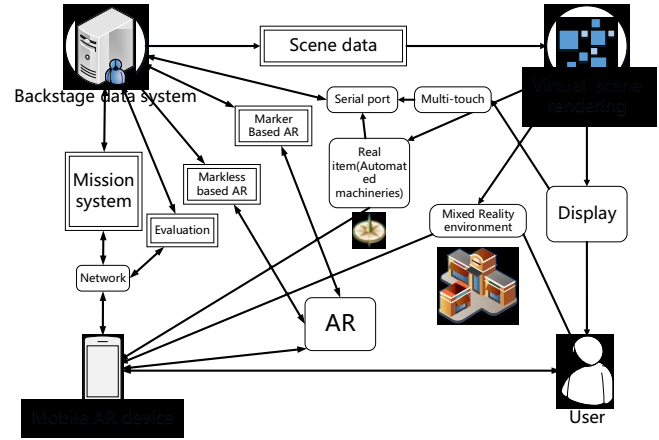 Scene data
Backstage data system
Virtual scene
rendering
Serial port
Multi-touch
Marker
Based AR
Real
item(Automat
ed
machineries)
Markless
based AR
Mission
system
Evaluation
Mixed Reality
environment
Display
Network
AR
Mobile AR device
User